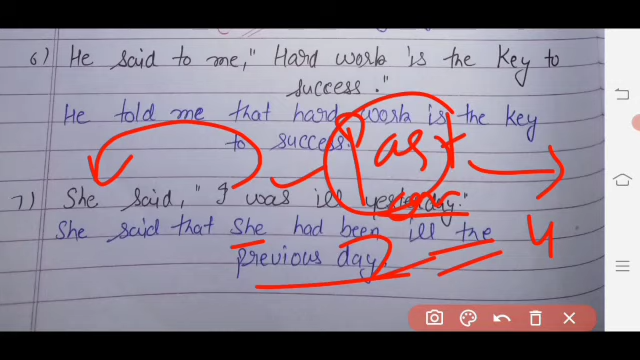 6) He said to me, " Hard work is the Key to
success."
He told me that hard work is the Key
to success.
Past
7) She said, " I was ill yesterday."
She said that She had been ill the
previous day.